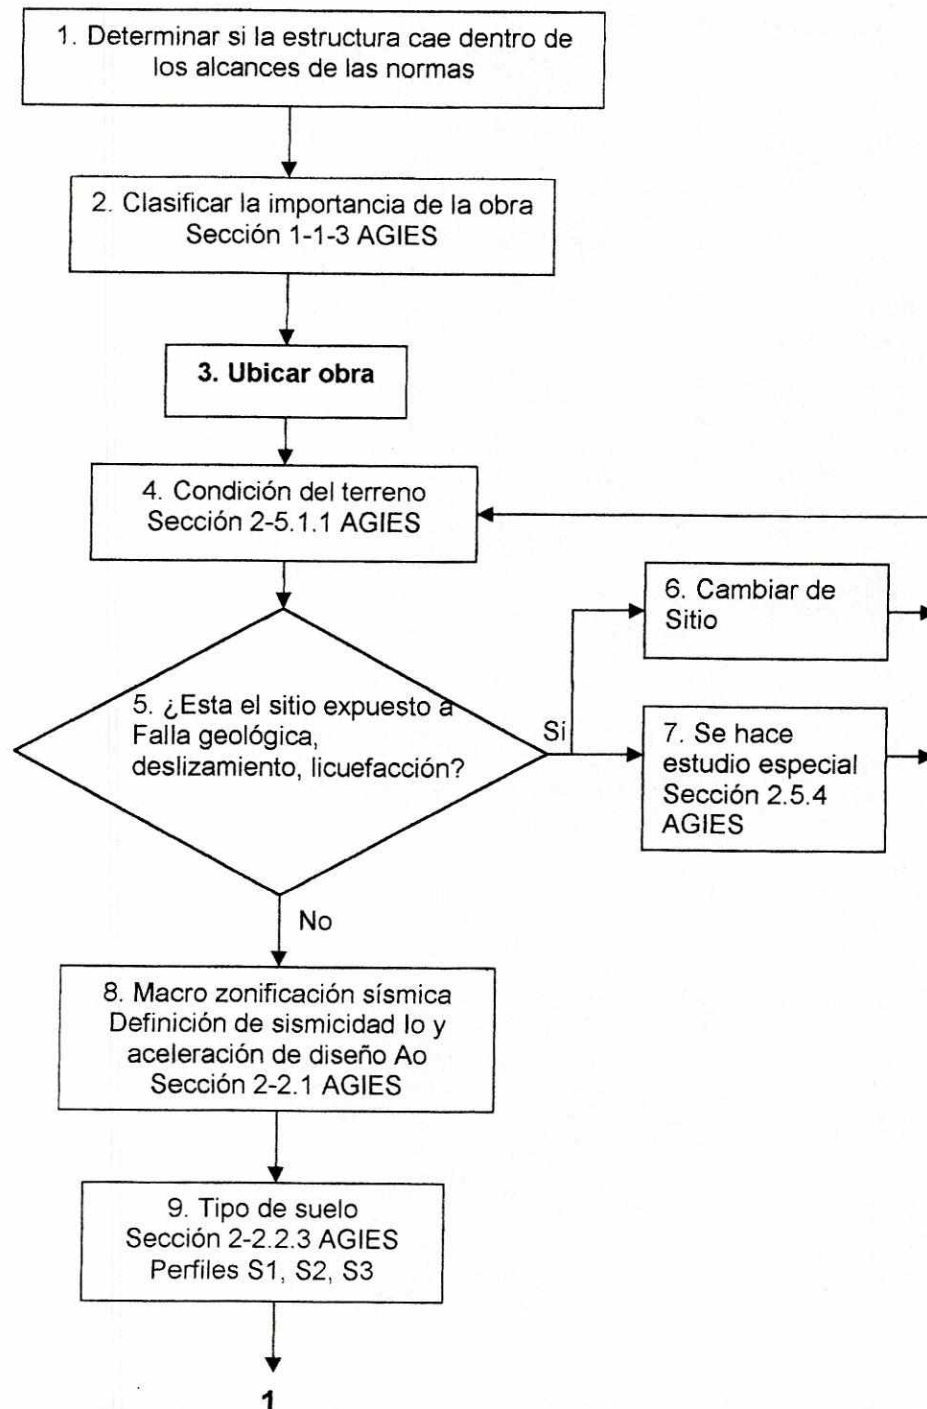 1. Determinar si la estructura cae dentro de
los alcances de las normas
2. Clasificar la importancia de la obra
Sección 1-1-3 AGIES
3. Ubicar obra
4. Condición del terreno
Sección 2-5.1.1 AGIES
5. ¿Esta el sitio expuesto a
Falla geológica,
deslizamiento, licuefacción?
Si
6. Cambiar de
Sitio
7. Se hace
estudio especial
Sección 2.5.4
AGIES
No
8. Macro zonificación sísmica
Definición de sismicidad Io y
aceleración de diseño Ao
Sección 2-2.1 AGIES
9. Tipo de suelo
Sección 2-2.2.3 AGIES
Perfiles S1, S2, S3
1